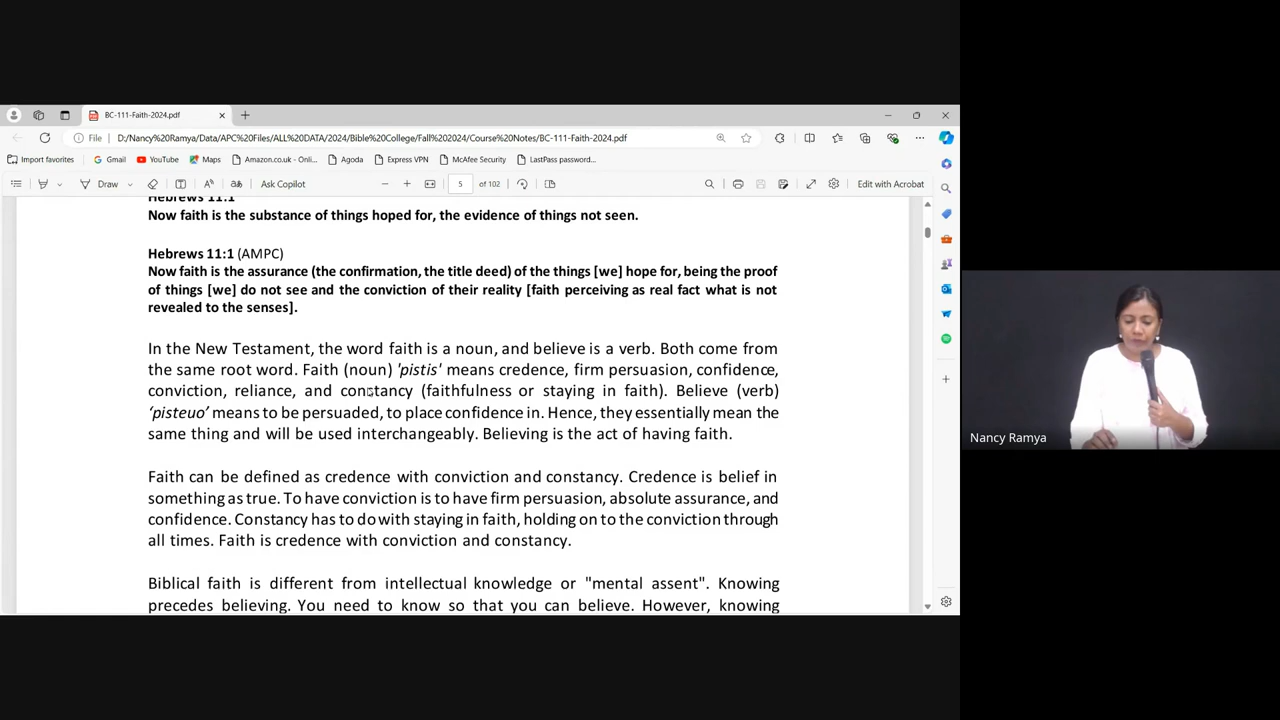 BC-111-Faith-2024.pdf
File
D:/Nancy%20Ramya/Data/APC%20Files/ALL%20DATA/2024/Bible%20College/Fall%202024/Course%20Notes/BC-111-Faith-2024.pdf
Import favorites Gmail YouTube Maps Amazon.co.uk - Onli... Agoda Express VPN McAfee Security LastPass password...
Draw Ask Copilot 5 of 102 Edit with Acrobat
Hebrews 11:1
Now faith is the substance of things hoped for, the evidence of things not seen.
Hebrews 11:1 (AMPC)
Now faith is the assurance (the confirmation, the title deed) of the things [we] hope for, being the proof
of things [we] do not see and the conviction of their reality [faith perceiving as real fact what is not
revealed to the senses].
In the New Testament, the word faith is a noun, and believe is a verb. Both come from
the same root word. Faith (noun) 'pistis' means credence, firm persuasion, confidence,
conviction, reliance, and constancy (faithfulness or staying in faith). Believe (verb)
‘pisteuo’ means to be persuaded, to place confidence in. Hence, they essentially mean the
same thing and will be used interchangeably. Believing is the act of having faith.
Faith can be defined as credence with conviction and constancy. Credence is belief in
something as true. To have conviction is to have firm persuasion, absolute assurance, and
confidence. Constancy has to do with staying in faith, holding on to the conviction through
all times. Faith is credence with conviction and constancy.
Biblical faith is different from intellectual knowledge or "mental assent". Knowing
precedes believing. You need to know so that you can believe. However, knowing
Nancy Ramya